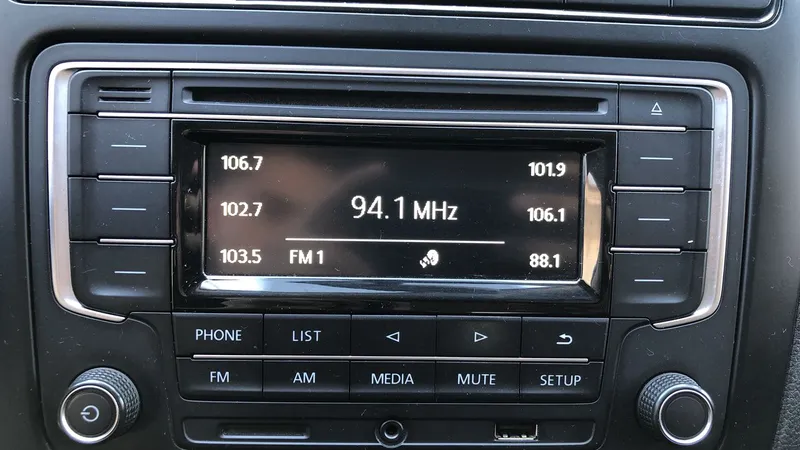 106.7
101.9
102.7
94.1 MHz
106.1
103.5
FM 1
88.1
PHONE
LIST
FM
AM
MEDIA
MUTE
SETUP